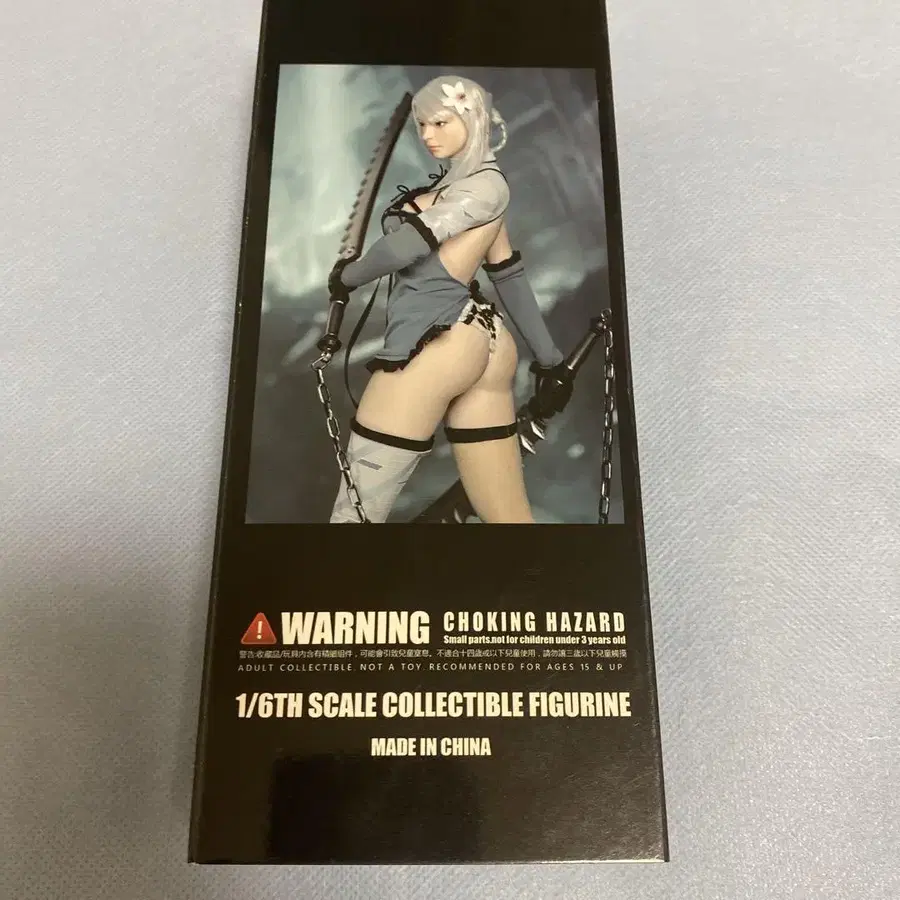 WARNING CHOKING HAZARD
Small parts.not for children under 3 years old
警告:收藏品/玩具內含有精細組件，可能會引致兒童窒息。不適合十四歲或以下兒童使用，請勿讓三歲以下兒童觸摸
ADULT COLLECTIBLE. NOT A TOY. RECOMMENDED FOR AGES 15 & UP
1/6TH SCALE COLLECTIBLE FIGURINE
MADE IN CHINA